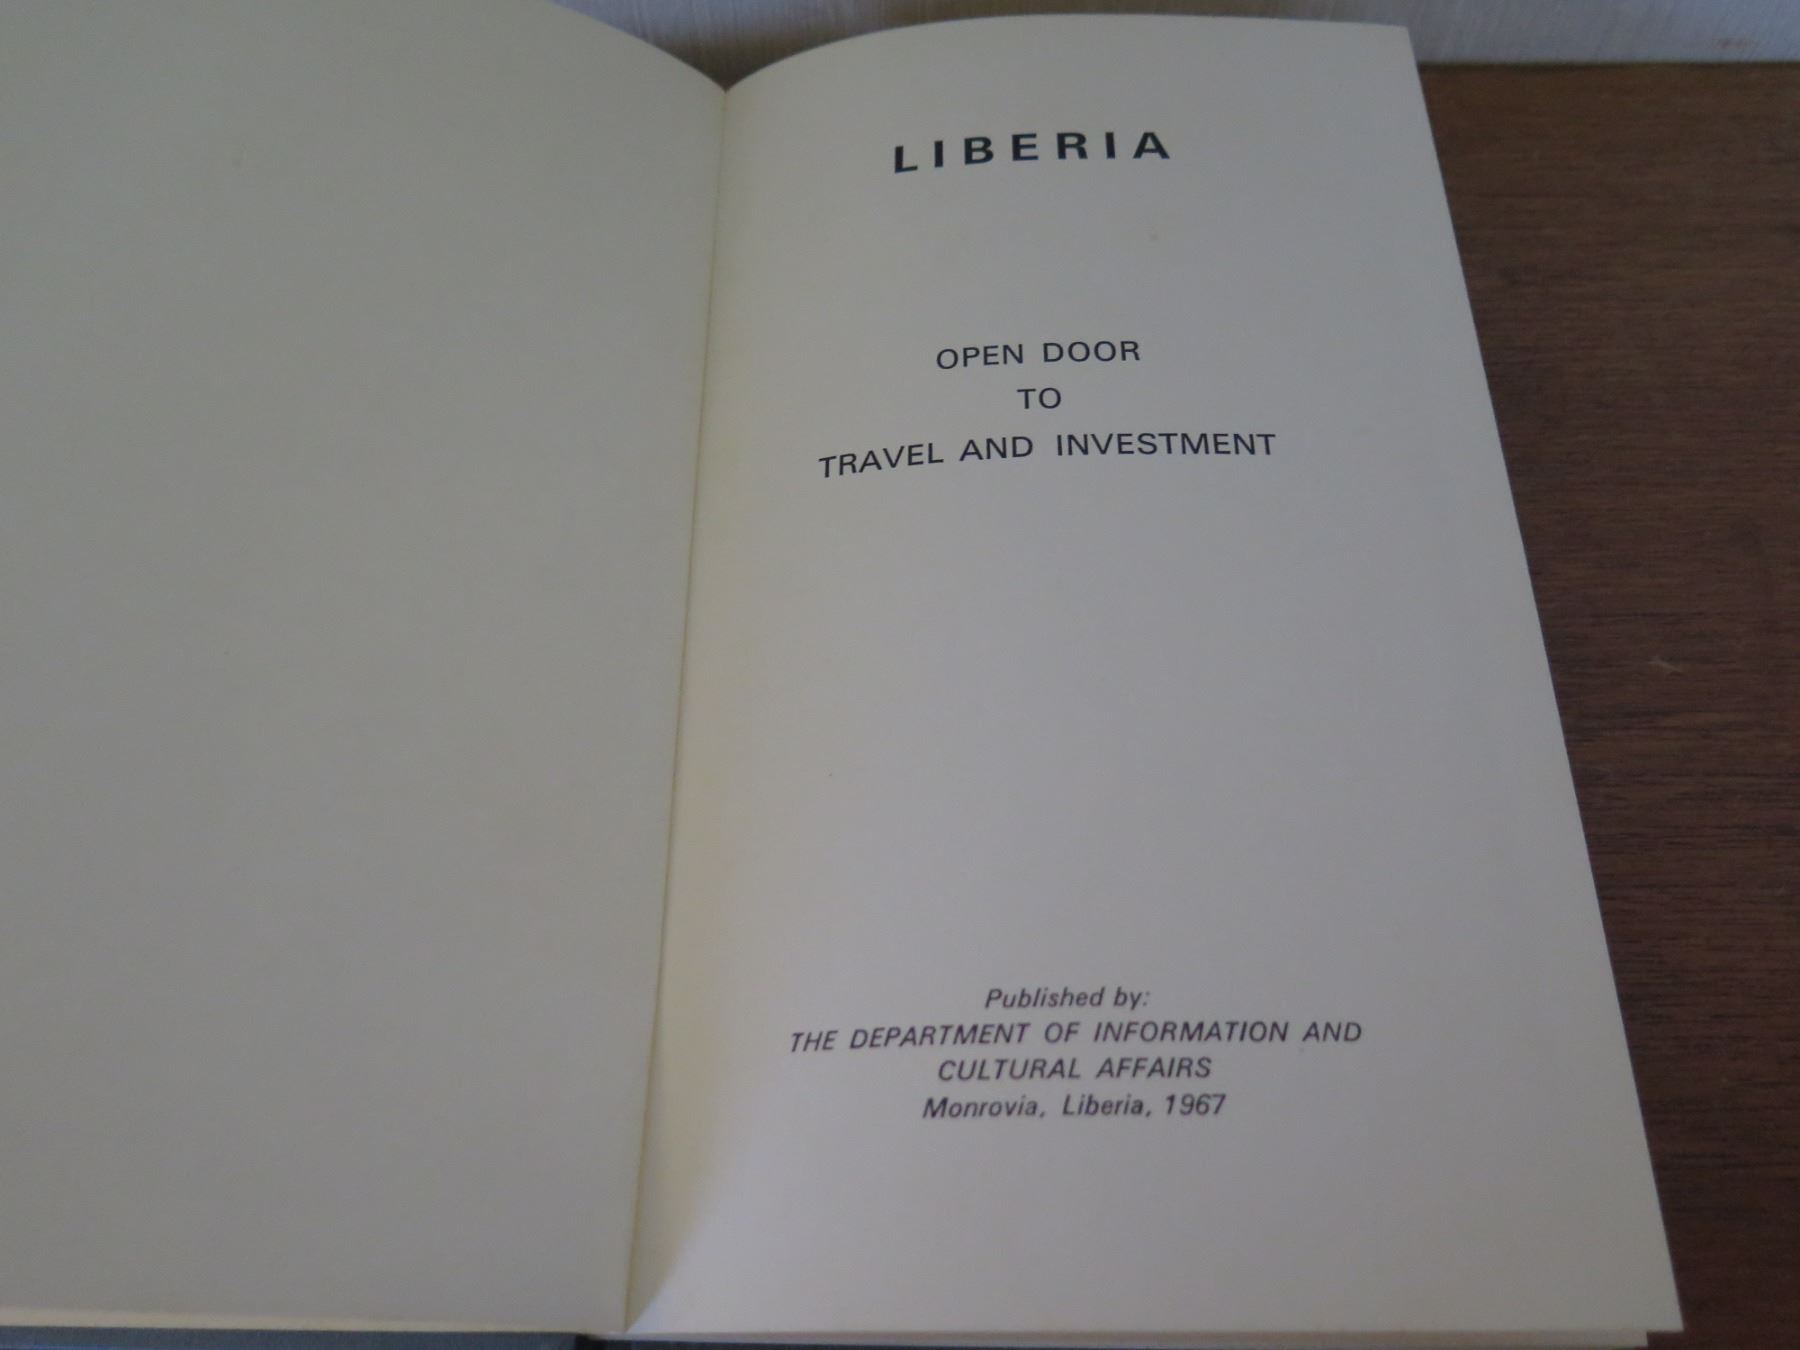 LIBERIA
OPEN DOOR
TO
TRAVEL AND INVESTMENT
Published by:
THE DEPARTMENT OF INFORMATION AND
CULTURAL AFFAIRS
Monrovia, Liberia, 1967